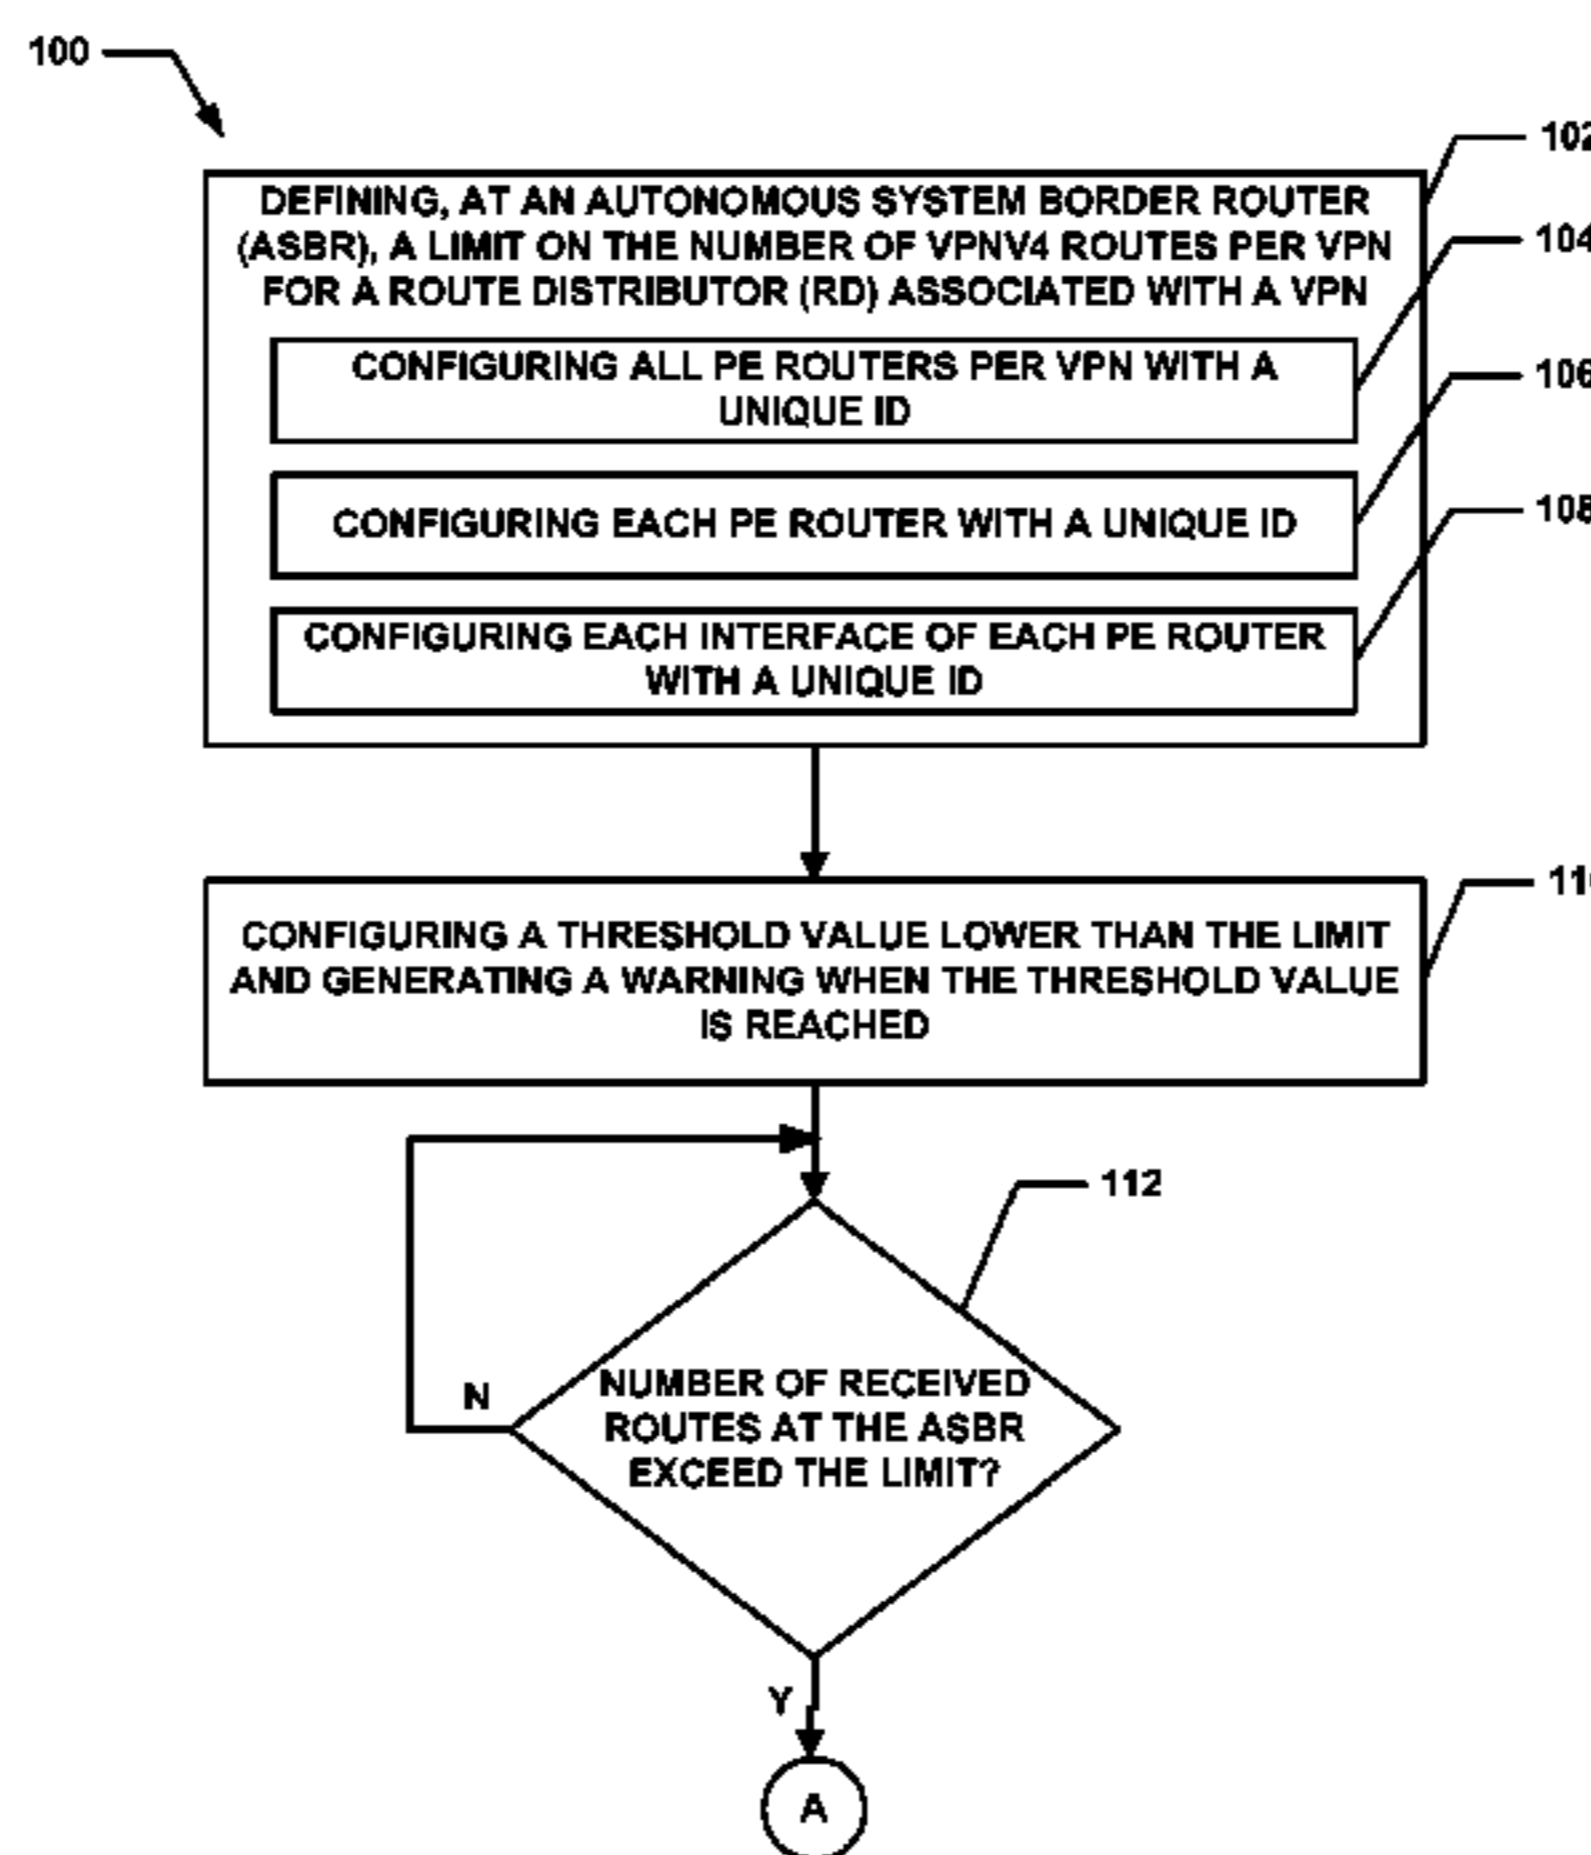 100
102
DEFINING, AT AN AUTONOMOUS SYSTEM BORDER ROUTER
(ASBR), A LIMIT ON THE NUMBER OF VPNV4 ROUTES PER VPN
FOR A ROUTE DISTRIBUTOR (RD) ASSOCIATED WITH A VPN
104
CONFIGURING ALL PE ROUTERS PER VPN WITH A
UNIQUE ID
106
CONFIGURING EACH PE ROUTER WITH A UNIQUE ID
108
CONFIGURING EACH INTERFACE OF EACH PE ROUTER
WITH A UNIQUE ID
CONFIGURING A THRESHOLD VALUE LOWER THAN THE LIMIT
AND GENERATING A WARNING WHEN THE THRESHOLD VALUE
IS REACHED
112
N
NUMBER OF RECEIVED
ROUTES AT THE ASBR
EXCEED THE LIMIT?
Y
A